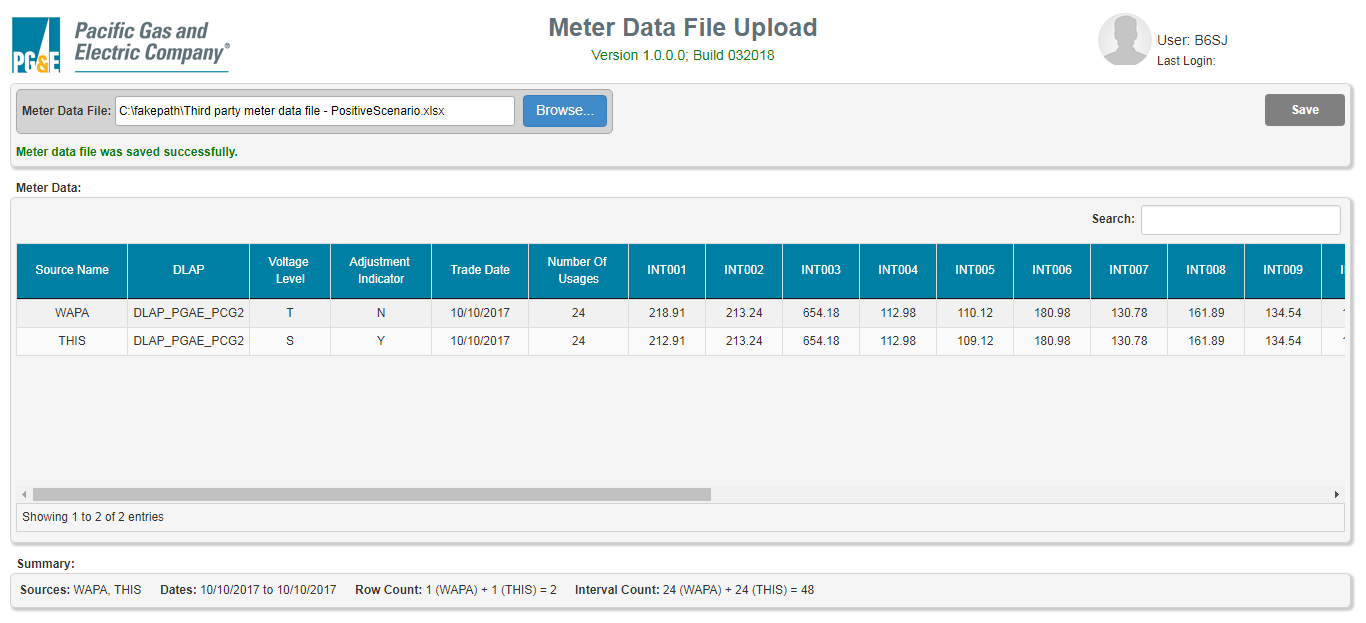 PG&E
Pacific Gas and
Electric Company®
Meter Data File Upload
Version 1.0.0.0; Build 032018
User: B6SJ
Last Login:
Meter Data File: C:\fakepath\Third party meter data file - PositiveScenario.xlsx Browse... Save
Meter data file was saved successfully.
Meter Data:
Search:
Source Name DLAP Voltage Level Adjustment Indicator Trade Date Number Of Usages INT001 INT002 INT003 INT004 INT005 INT006 INT007 INT008 INT009
WAPA DLAP_PGAE_PCG2 T N 10/10/2017 24 218.91 213.24 654.18 112.98 110.12 180.98 130.78 161.89 134.54
THIS DLAP_PGAE_PCG2 S Y 10/10/2017 24 212.91 213.24 654.18 112.98 109.12 180.98 130.78 161.89 134.54
Showing 1 to 2 of 2 entries
Summary:
Sources: WAPA, THIS Dates: 10/10/2017 to 10/10/2017 Row Count: 1 (WAPA) + 1 (THIS) = 2 Interval Count: 24 (WAPA) + 24 (THIS) = 48